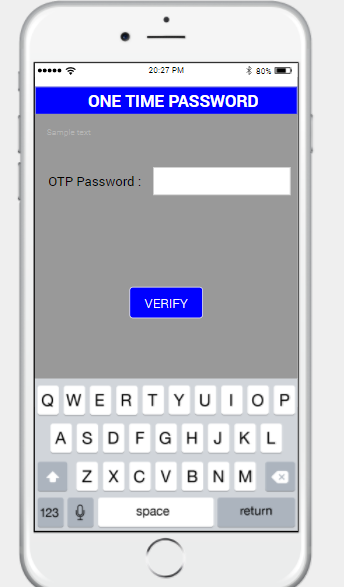 20:27 PM
80%
ONE TIME PASSWORD
Sample text
OTP Password :
VERIFY
Q W E R T Y U I O P
A S D F G H J K L
Z X C V B N M
123 space return